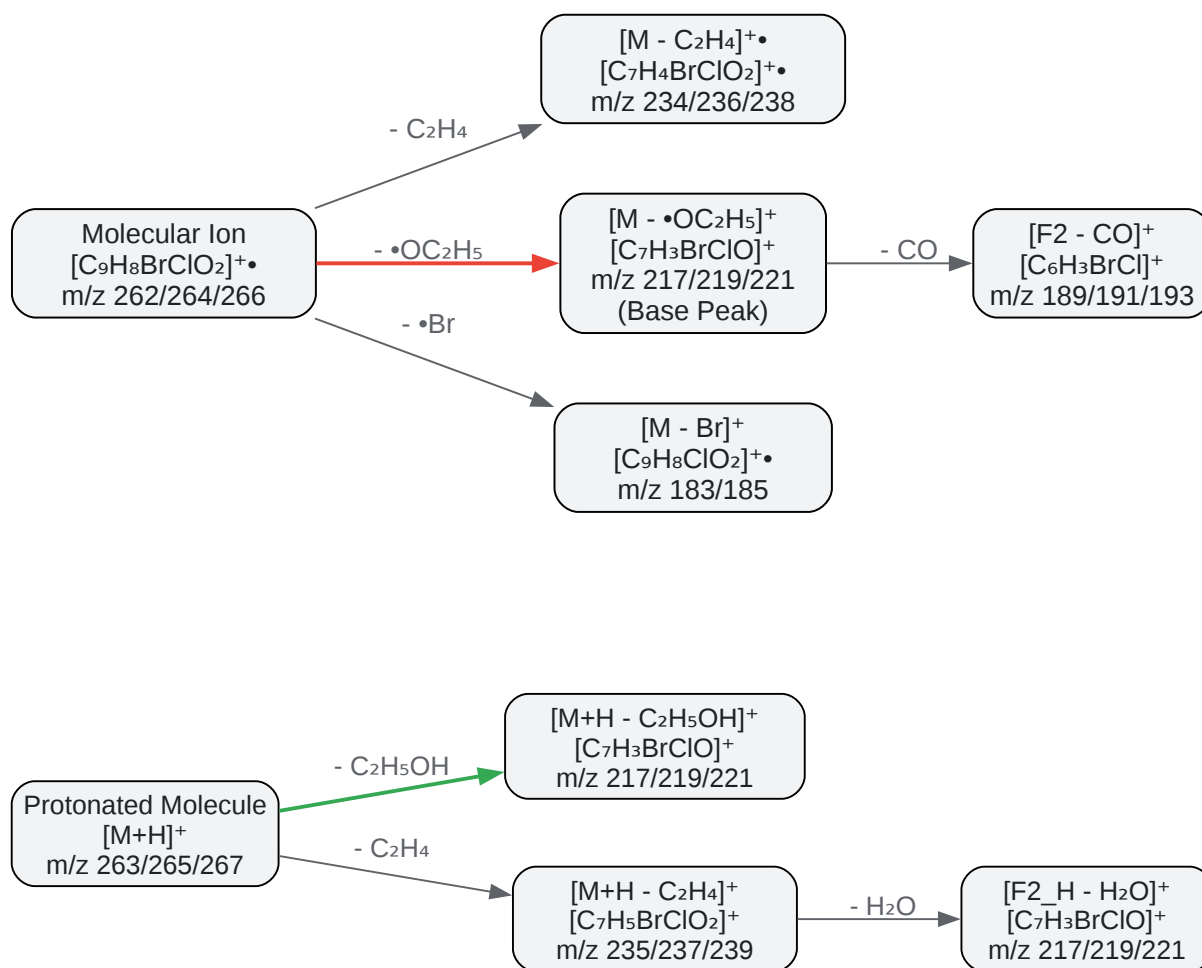 [M - C₂H₄]⁺•
[C₇H₄BrClO₂]⁺•
m/z 234/236/238
- C₂H₄
Molecular Ion
[C₉H₈BrClO₂]⁺•
m/z 262/264/266
- •OC₂H₅
[M - •OC₂H₅]⁺
[C₇H₃BrClO]⁺
m/z 217/219/221
(Base Peak)
- CO
[F2 - CO]⁺
[C₆H₃BrCl]⁺
m/z 189/191/193
- •Br
[M - Br]⁺
[C₉H₈ClO₂]⁺•
m/z 183/185
[M+H - C₂H₅OH]⁺
[C₇H₃BrClO]⁺
m/z 217/219/221
- C₂H₅OH
Protonated Molecule
[M+H]⁺
m/z 263/265/267
- C₂H₄
[M+H - C₂H₄]⁺
[C₇H₅BrClO₂]⁺
m/z 235/237/239
- H₂O
[F2_H - H₂O]⁺
[C₇H₃BrClO]⁺
m/z 217/219/221